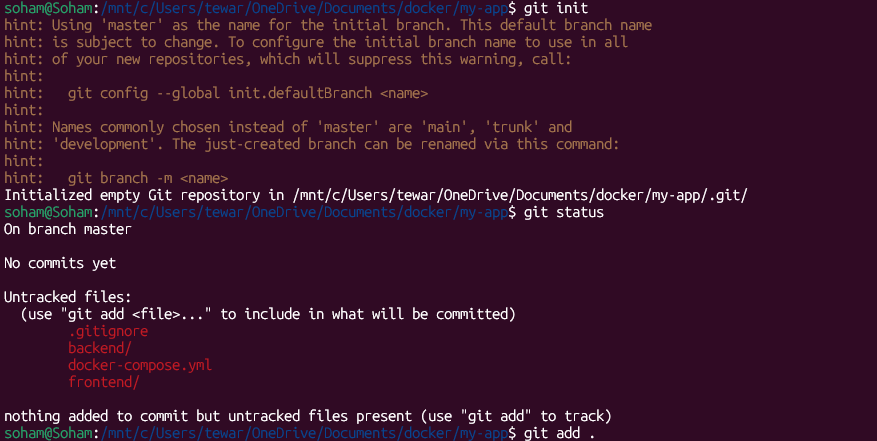 soham@Soham:/mnt/c/Users/tewar/OneDrive/Documents/docker/my-app$ git init
hint: Using 'master' as the name for the initial branch. This default branch name
hint: is subject to change. To configure the initial branch name to use in all
hint: of your new repositories, which will suppress this warning, call:
hint:
hint:   git config --global init.defaultBranch <name>
hint:
hint: Names commonly chosen instead of 'master' are 'main', 'trunk' and
hint: 'development'. The just-created branch can be renamed via this command:
hint:
hint:   git branch -m <name>
Initialized empty Git repository in /mnt/c/Users/tewar/OneDrive/Documents/docker/my-app/.git/
soham@Soham:/mnt/c/Users/tewar/OneDrive/Documents/docker/my-app$ git status
On branch master

No commits yet

Untracked files:
  (use "git add <file>..." to include in what will be committed)
        .gitignore
        backend/
        docker-compose.yml
        frontend/

nothing added to commit but untracked files present (use "git add" to track)
soham@Soham:/mnt/c/Users/tewar/OneDrive/Documents/docker/my-app$ git add .